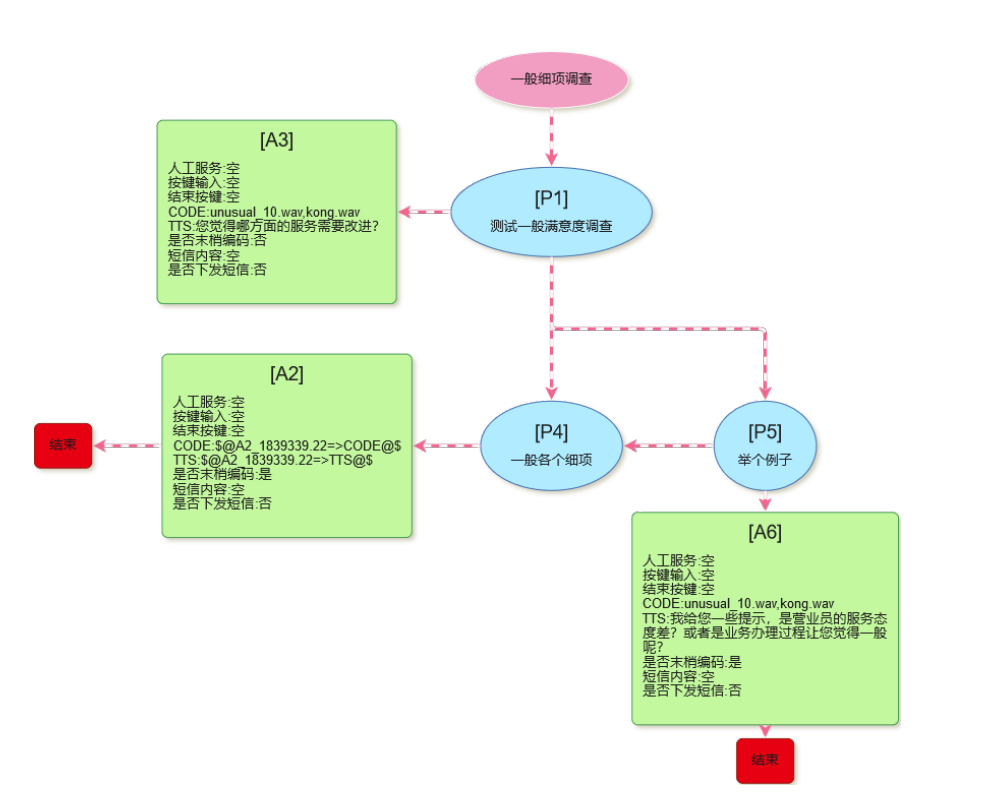 一般细项调查
[A3]
人工服务:空
按键输入:空
结束按键:空
CODE:unusual_10.wav,kong.wav
TTS:您觉得哪方面的服务需要改进?
是否末梢编码:否
短信内容:空
是否下发短信:否
[P1]
测试一般满意度调查
[A2]
人工服务:空
按键输入:空
结束按键:空
CODE:$@A2_1839339.22=>CODE@$
TTS:$@A2_1839339.22=>TTS@$
是否末梢编码:是
短信内容:空
是否下发短信:否
结束
[P4]
一般各个细项
[P5]
举个例子
[A6]
人工服务:空
按键输入:空
结束按键:空
CODE:unusual_10.wav,kong.wav
TTS:我给您一些提示，是营业员的服务态
度差？或者是业务办理过程让您觉得一般
呢?
是否末梢编码:是
短信内容:空
是否下发短信:否
结束